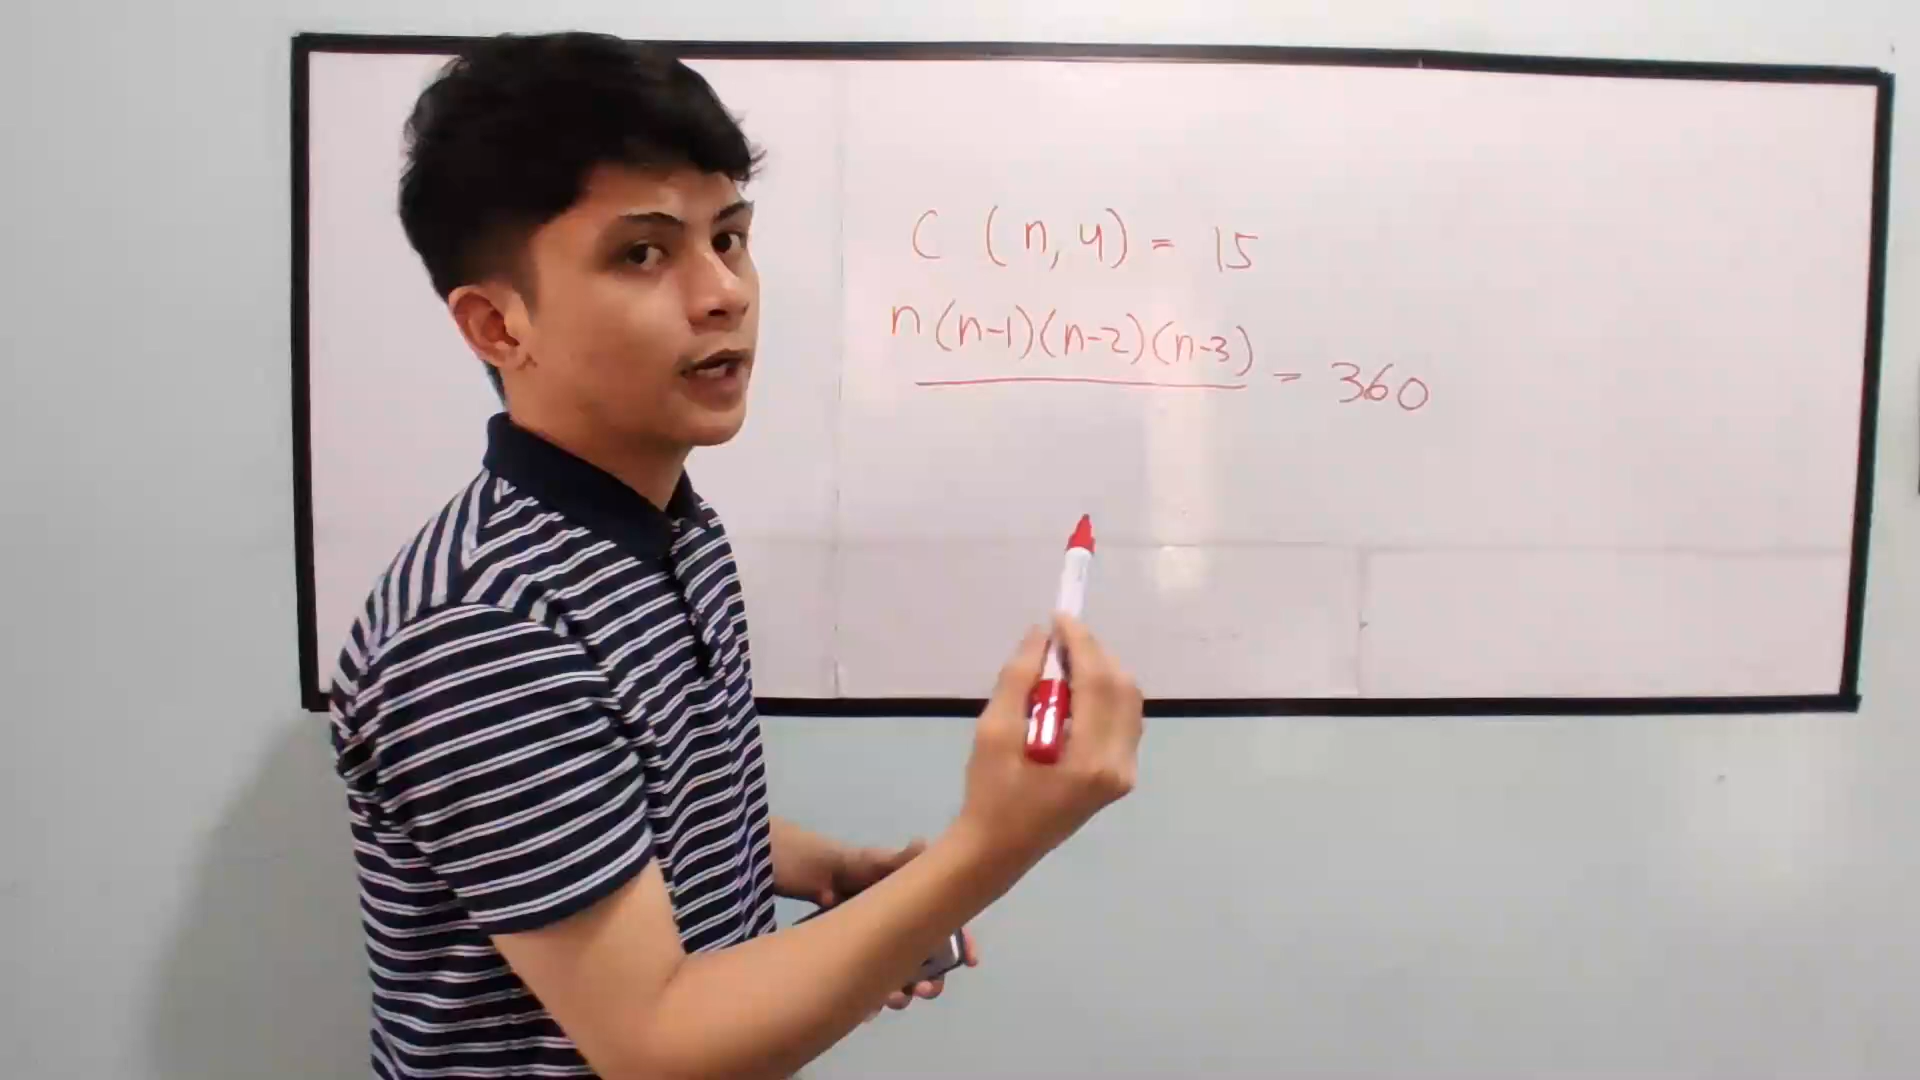 C (n,4) = 15
n(n-1)(n-2)(n-3) = 360